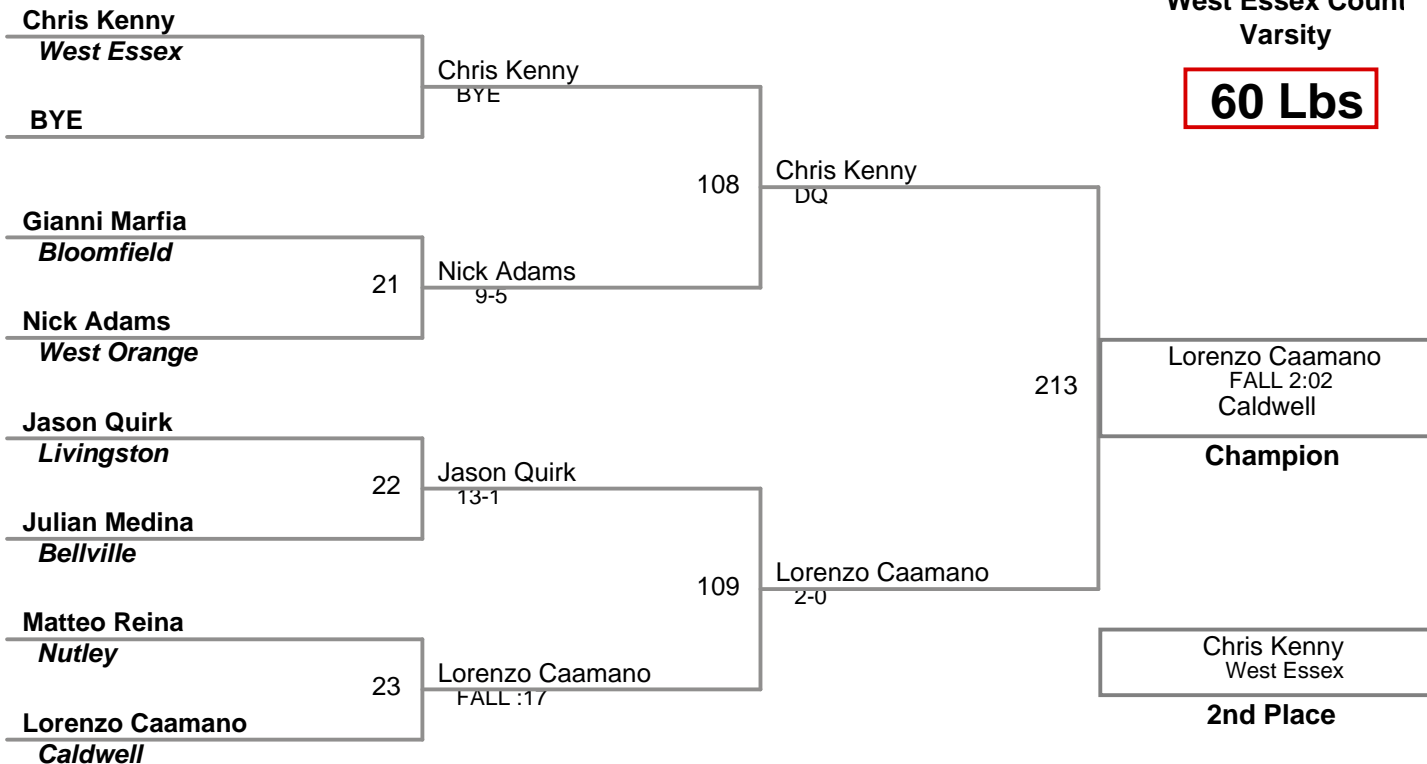 West Essex
Varsity
60 Lbs
Chris Kenny
West Essex
BYE
Gianni Marfia
Bloomfield
Nick Adams
West Orange
Jason Quirk
Livingston
Julian Medina
Bellville
Matteo Reina
Nutley
Lorenzo Caamano
Caldwell
Chris Kenny
BYE
21
Nick Adams
9-5
22
Jason Quirk
13-1
23
Lorenzo Caamano
FALL :17
108
Chris Kenny
DQ
109
Lorenzo Caamano
2-0
213
Lorenzo Caamano
FALL 2:02
Caldwell
Champion
Chris Kenny
West Essex
2nd Place